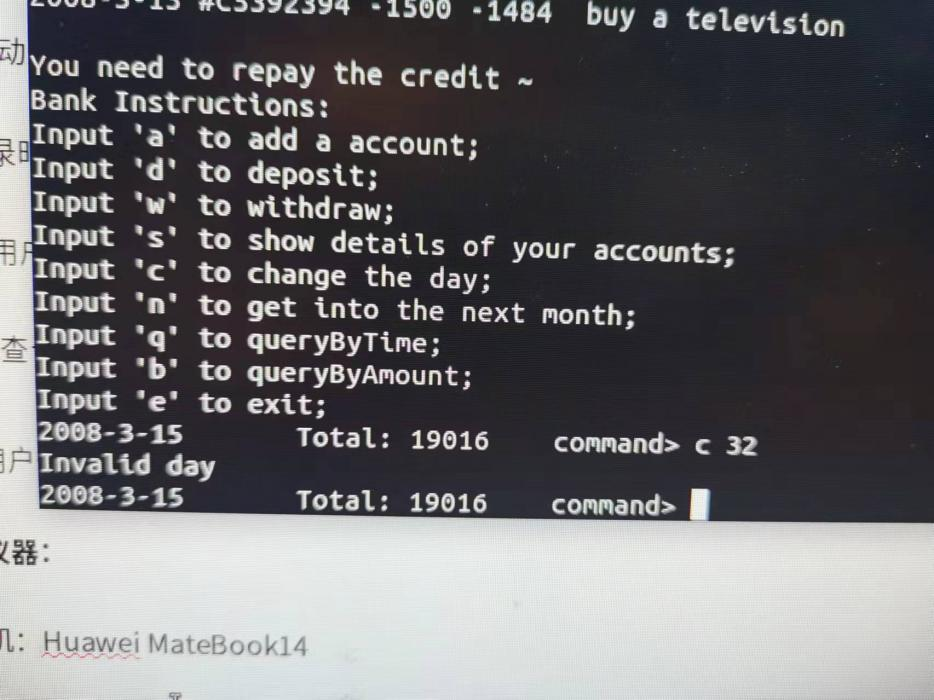 2008-3-15 #C5392394 -1500 -1484 buy a television
动
You need to repay the credit ~
Bank Instructions:
Input 'a' to add a account;
Input 'd' to deposit;
Input 'w' to withdraw;
Input 's' to show details of your accounts;
用户
Input 'c' to change the day;
Input 'n' to get into the next month;
Input 'q' to queryByTime;
查
Input 'b' to queryByAmount;
Input 'e' to exit;
2008-3-15 Total: 19016 command> c 32
用户
Invalid day
2008-3-15 Total: 19016 command>
仪器：
机：Huawei MateBook14